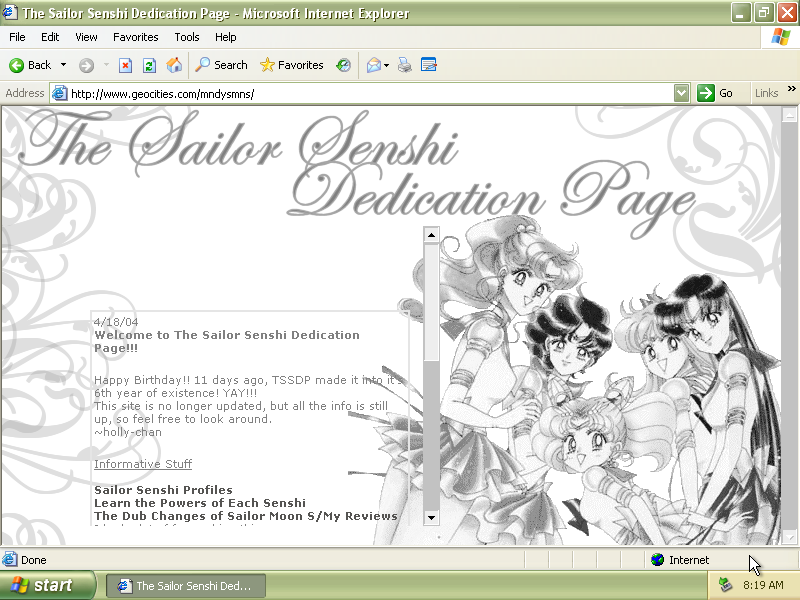 The Sailor Senshi Dedication Page - Microsoft Internet Explorer
File Edit View Favorites Tools Help
Back Search Favorites
Address http://www.geocities.com/mndysmns/ Go Links »
The Sailor Senshi
Dedication Page
4/18/04
Welcome to The Sailor Senshi Dedication
Page!!!
Happy Birthday!! 11 days ago, TSSDP made it into it's
6th year of existence! YAY!!!
This site is no longer updated, but all the info is still
up, so feel free to look around.
~holly-chan
Informative Stuff
Sailor Senshi Profiles
Learn the Powers of Each Senshi
The Dub Changes of Sailor Moon S/My Reviews
Done Internet
start The Sailor Senshi Ded... 8:19 AM